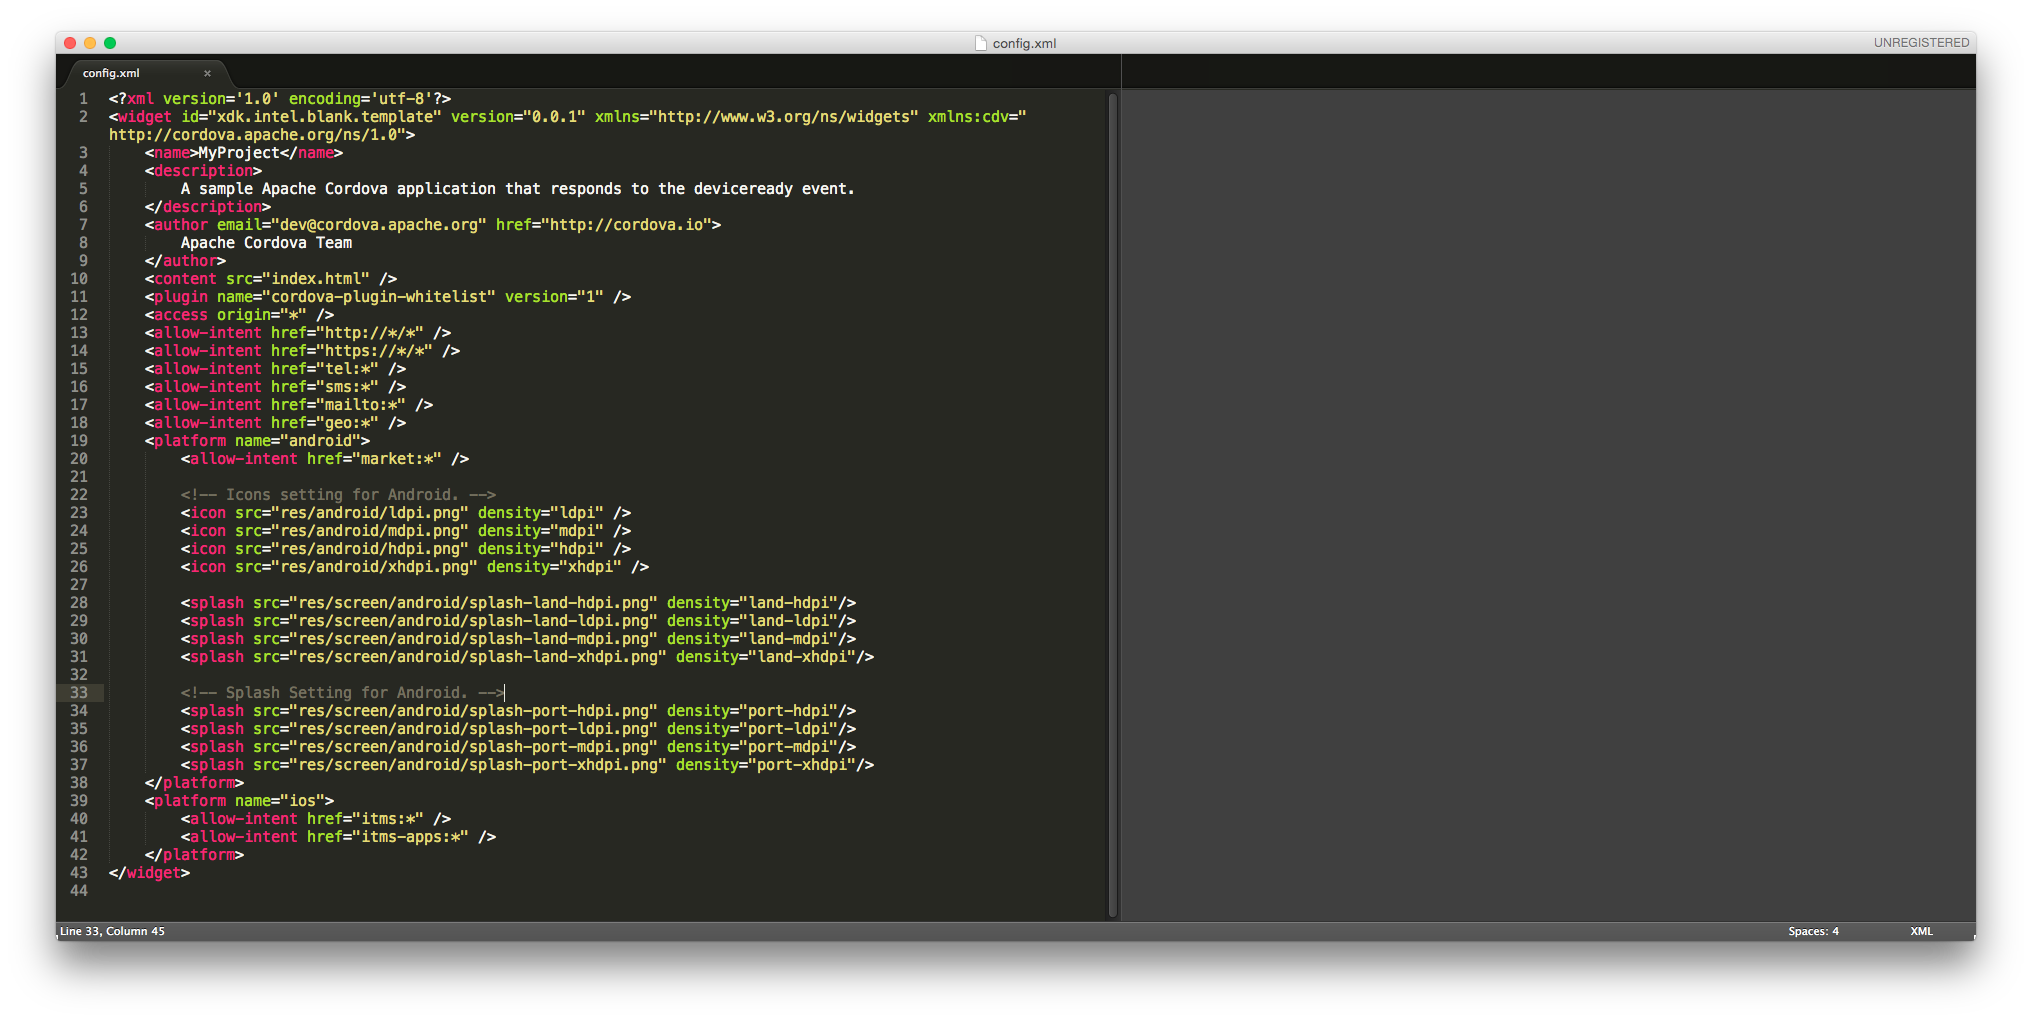 config.xml
UNREGISTERED
config.xml ×
1 <?xml version='1.0' encoding='utf-8'?>
2 <widget id="xdk.intel.blank.template" version="0.0.1" xmlns="http://www.w3.org/ns/widgets" xmlns:cdv="
http://cordova.apache.org/ns/1.0">
3     <name>MyProject</name>
4     <description>
5         A sample Apache Cordova application that responds to the deviceready event.
6     </description>
7     <author email="dev@cordova.apache.org" href="http://cordova.io">
8         Apache Cordova Team
9     </author>
10     <content src="index.html" />
11     <plugin name="cordova-plugin-whitelist" version="1" />
12     <access origin="*" />
13     <allow-intent href="http://*/*" />
14     <allow-intent href="https://*/*" />
15     <allow-intent href="tel:*" />
16     <allow-intent href="sms:*" />
17     <allow-intent href="mailto:*" />
18     <allow-intent href="geo:*" />
19     <platform name="android">
20         <allow-intent href="market:*" />
21
22         <!-- Icons setting for Android. -->
23         <icon src="res/android/ldpi.png" density="ldpi" />
24         <icon src="res/android/mdpi.png" density="mdpi" />
25         <icon src="res/android/hdpi.png" density="hdpi" />
26         <icon src="res/android/xhdpi.png" density="xhdpi" />
27
28         <splash src="res/screen/android/splash-land-hdpi.png" density="land-hdpi"/>
29         <splash src="res/screen/android/splash-land-ldpi.png" density="land-ldpi"/>
30         <splash src="res/screen/android/splash-land-mdpi.png" density="land-mdpi"/>
31         <splash src="res/screen/android/splash-land-xhdpi.png" density="land-xhdpi"/>
32
33         <!-- Splash Setting for Android. -->
34         <splash src="res/screen/android/splash-port-hdpi.png" density="port-hdpi"/>
35         <splash src="res/screen/android/splash-port-ldpi.png" density="port-ldpi"/>
36         <splash src="res/screen/android/splash-port-mdpi.png" density="port-mdpi"/>
37         <splash src="res/screen/android/splash-port-xhdpi.png" density="port-xhdpi"/>
38     </platform>
39     <platform name="ios">
40         <allow-intent href="itms:*" />
41         <allow-intent href="itms-apps:*" />
42     </platform>
43 </widget>
44
Line 33, Column 45
Spaces: 4
XML